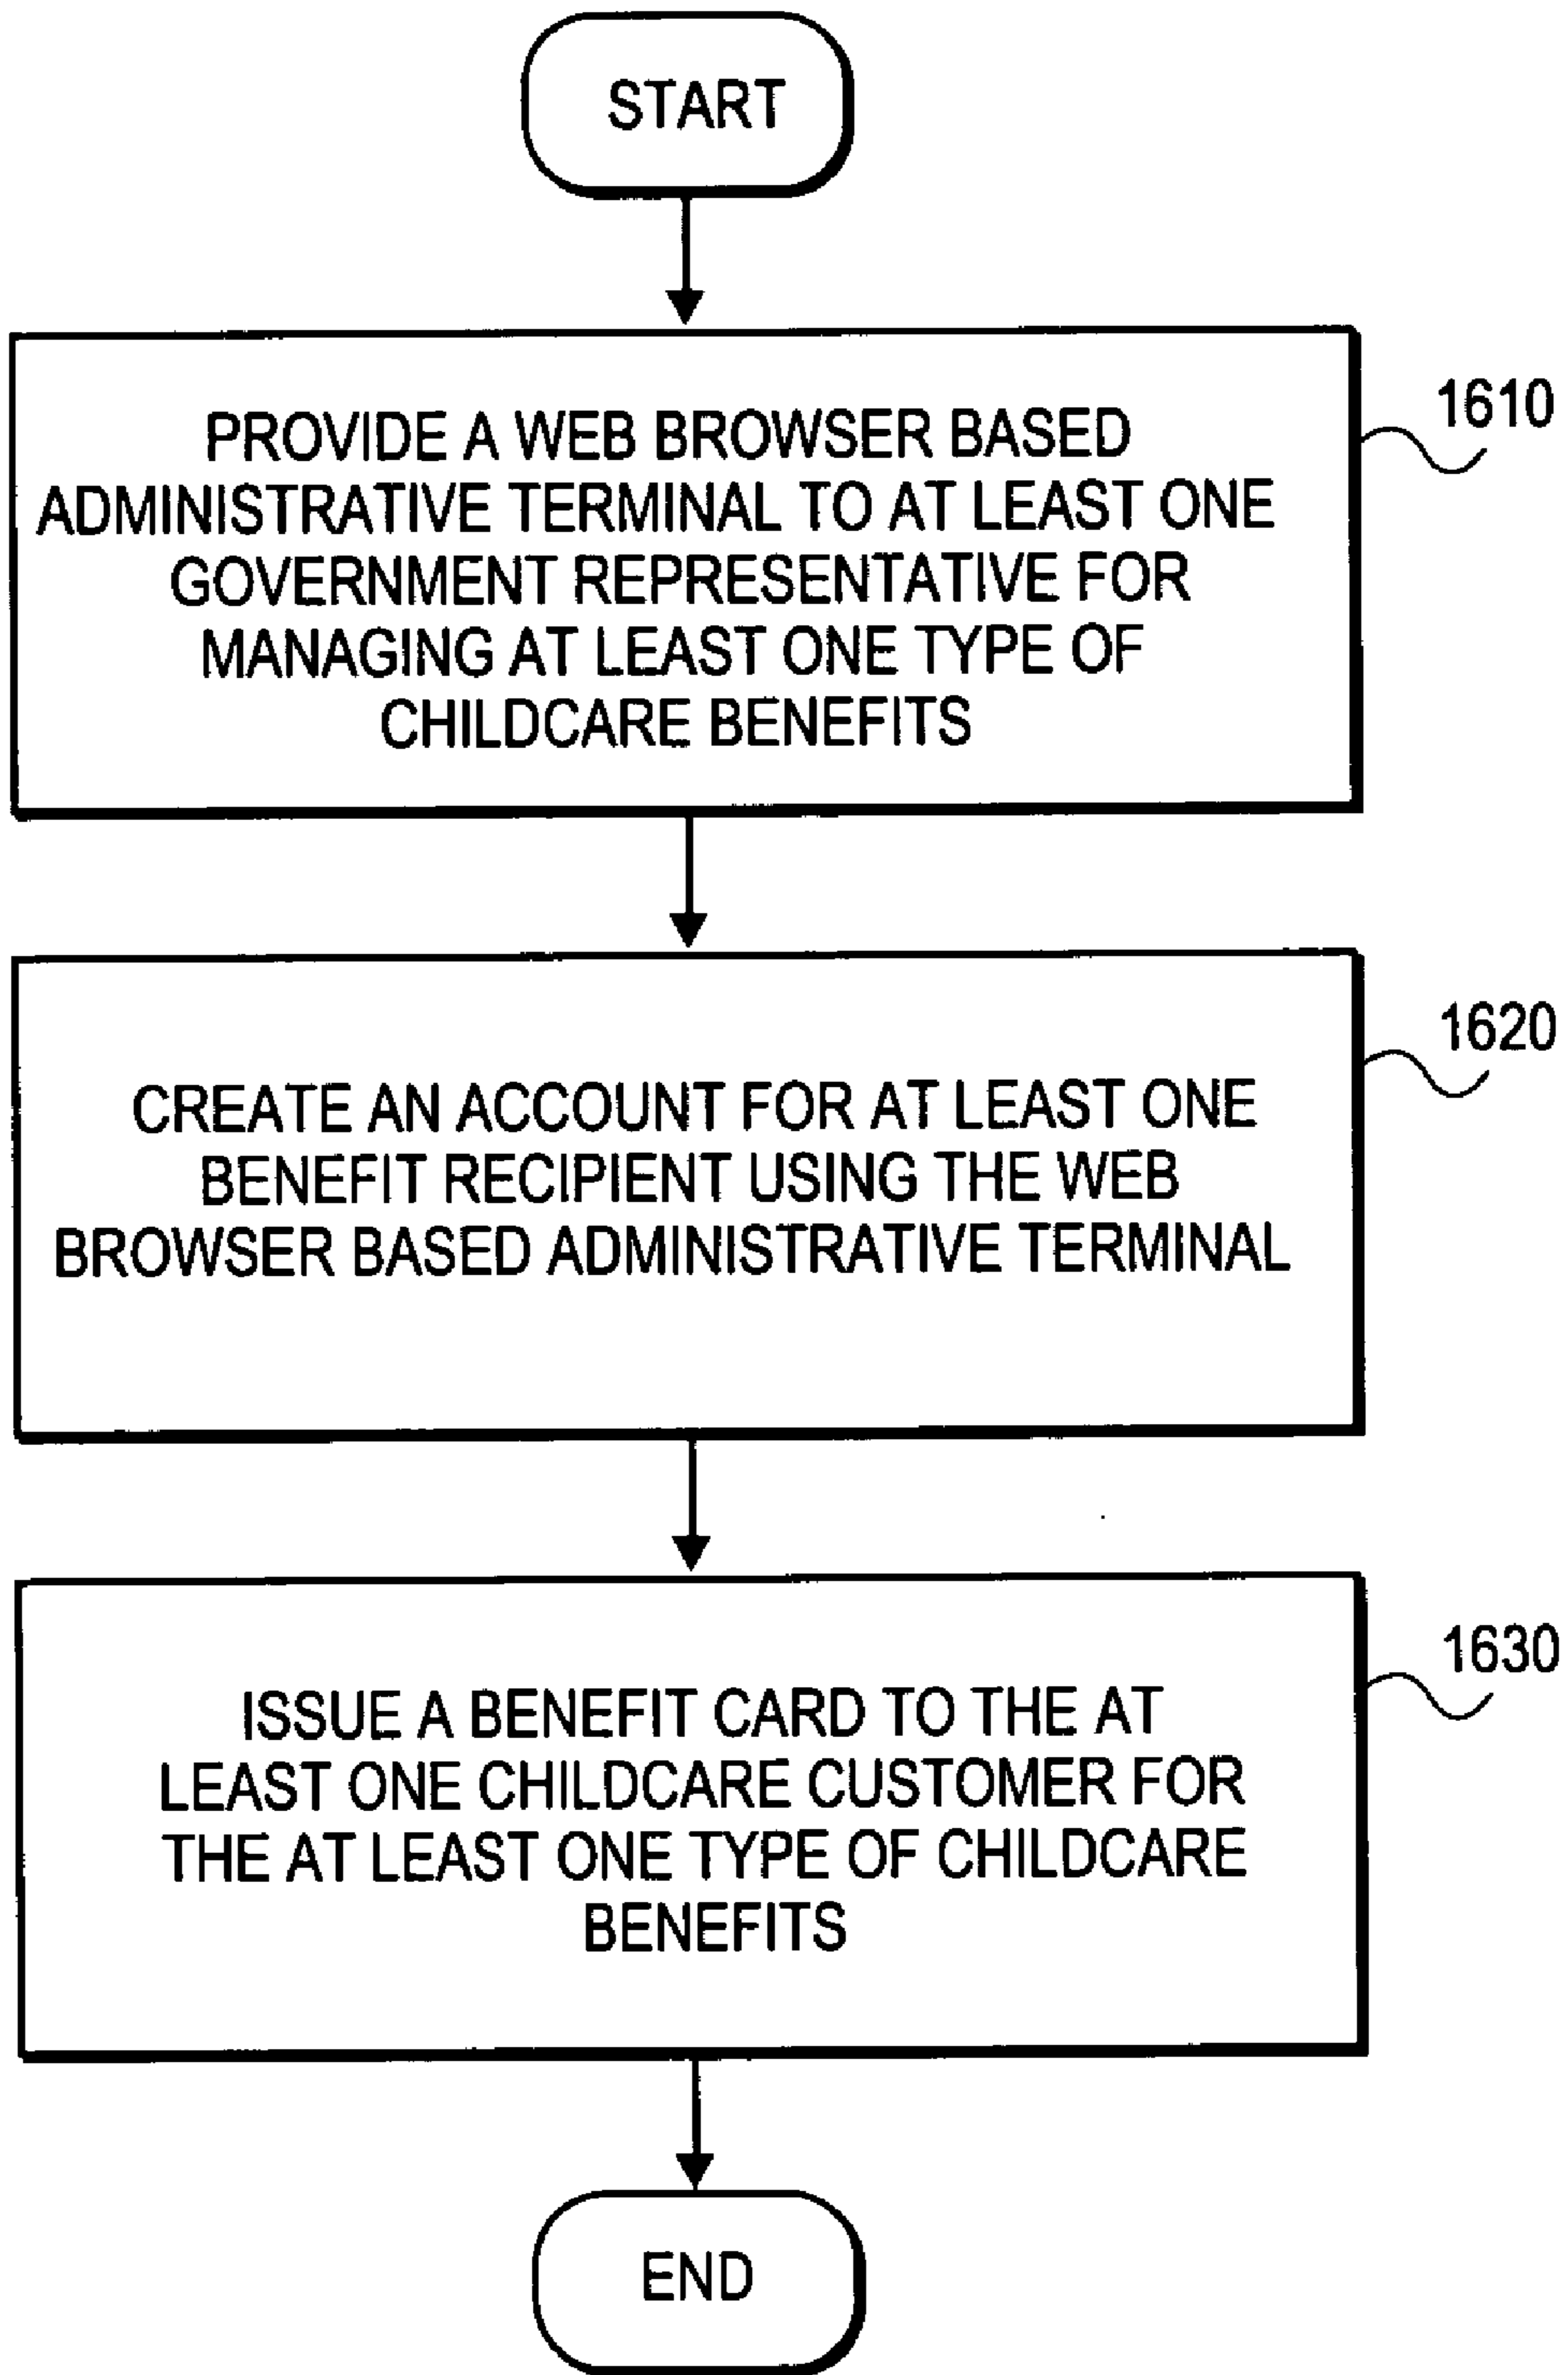 START
PROVIDE A WEB BROWSER BASED
ADMINISTRATIVE TERMINAL TO AT LEAST ONE
GOVERNMENT REPRESENTATIVE FOR
MANAGING AT LEAST ONE TYPE OF
CHILDCARE BENEFITS
1610
CREATE AN ACCOUNT FOR AT LEAST ONE
BENEFIT RECIPIENT USING THE WEB
BROWSER BASED ADMINISTRATIVE TERMINAL
1620
ISSUE A BENEFIT CARD TO THE AT
LEAST ONE CHILDCARE CUSTOMER FOR
THE AT LEAST ONE TYPE OF CHILDCARE
BENEFITS
1630
END